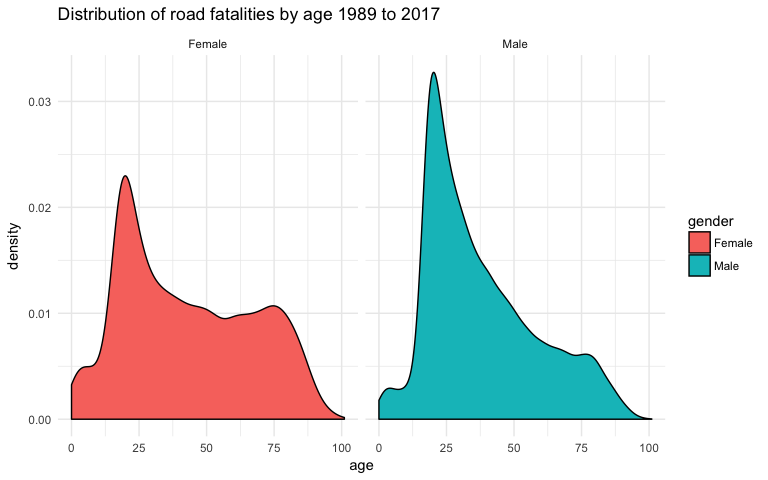 Distribution of road fatalities by age 1989 to 2017
Female
Male
0.03
0.02
0.01
0.00
density
0 25 50 75 100
0 25 50 75 100
age
gender
Female
Male